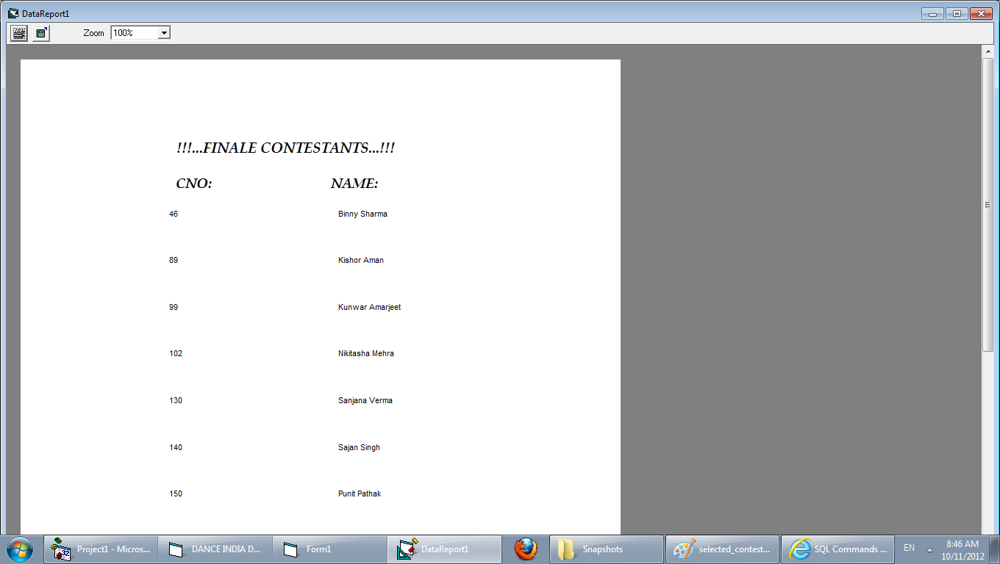 DataReport1
Zoom 100%
!!!...FINALE CONTESTANTS...!!!
CNO: NAME:
46 Binny Sharma
89 Kishor Aman
99 Kunwar Amarjeet
102 Nikitasha Mehra
130 Sanjana Verma
140 Sajan Singh
150 Punit Pathak
Project1 - Micros... DANCE INDIA D... Form1 DataReport1 Snapshots selected_contest... SQL Commands ... EN 8:46 AM
10/11/2012